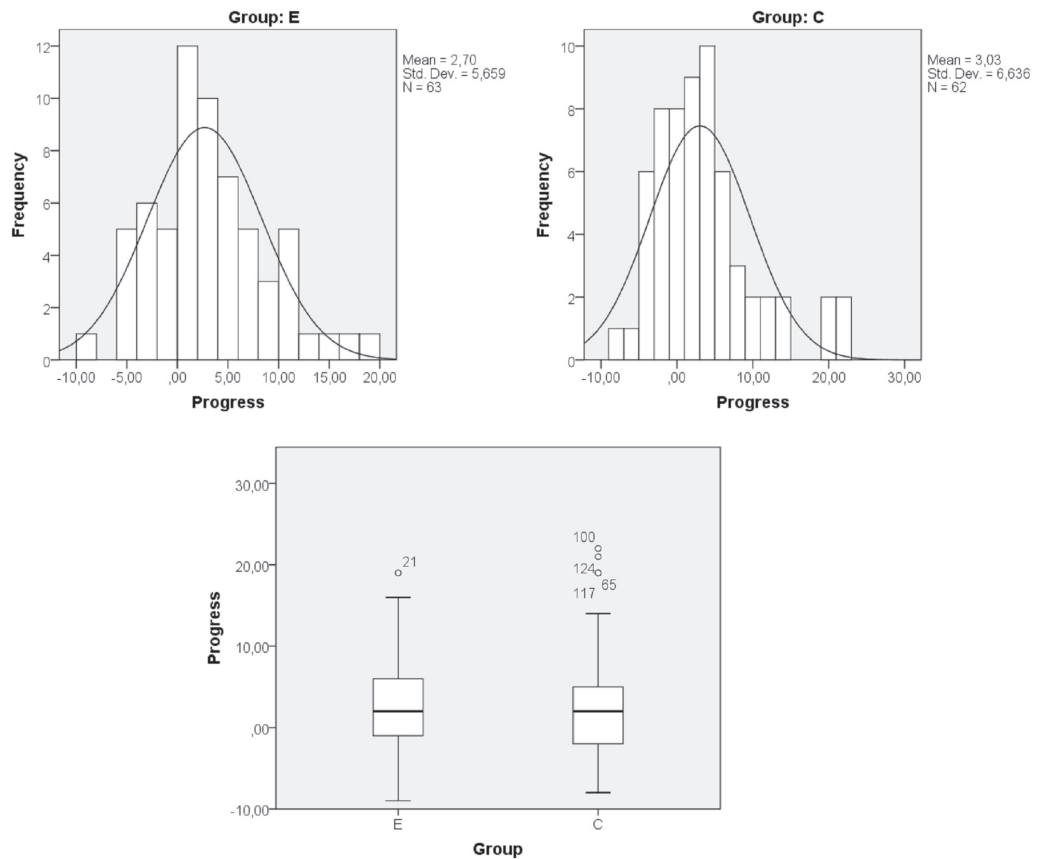 Group: E
Mean = 2,70
Std. Dev. = 5,659
N = 63
12
10
8
6
4
2
0
Frequency
-10,00 -5,00 ,00 5,00 10,00 15,00 20,00
Progress
Group: C
Mean = 3,03
Std. Dev. = 6,636
N = 62
10
8
6
4
2
0
Frequency
-10,00 ,00 10,00 20,00 30,00
Progress
30,00
20,00
10,00
,00
-10,00
Progress
21
100
124
65
117
E C
Group